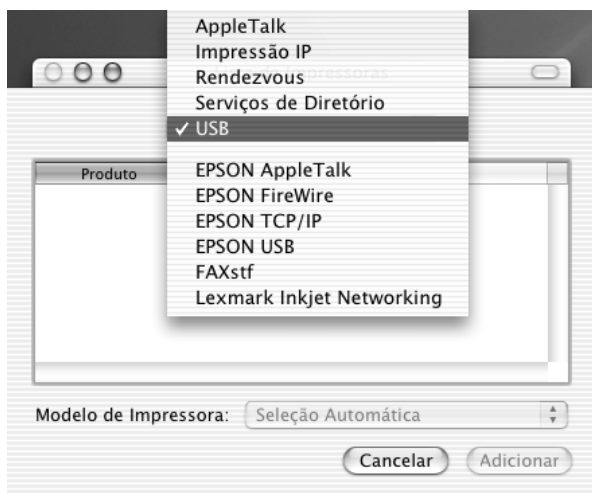 AppleTalk
Impressão IP
Rendezvous
Serviços de Diretório
✓ USB
EPSON AppleTalk
EPSON FireWire
EPSON TCP/IP
EPSON USB
FAXstf
Lexmark Inkjet Networking
Produto
Modelo de Impressora: Seleção Automática
Cancelar Adicionar